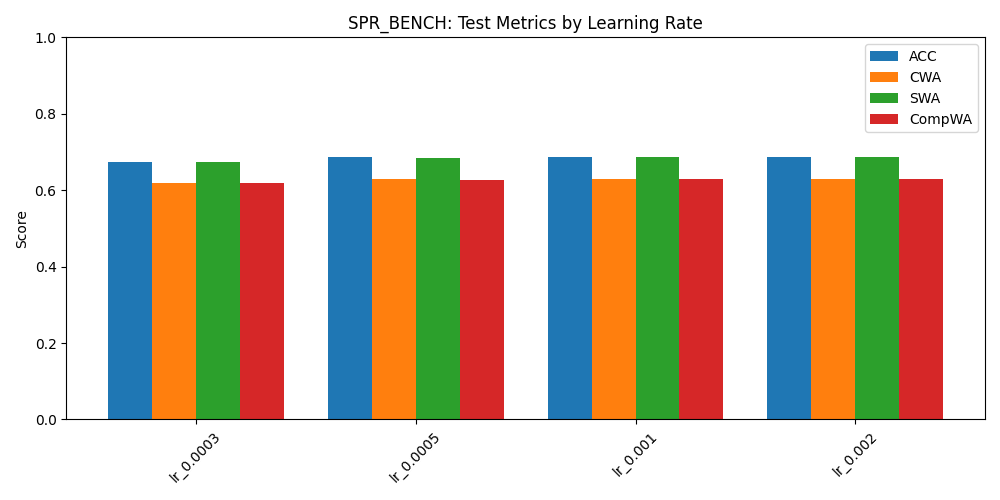 SPR_BENCH: Test Metrics by Learning Rate
1.0
0.8
0.6
0.4
0.2
0.0
Score
ACC
CWA
SWA
CompWA
lr_0.0003
lr_0.0005
lr_0.001
lr_0.002